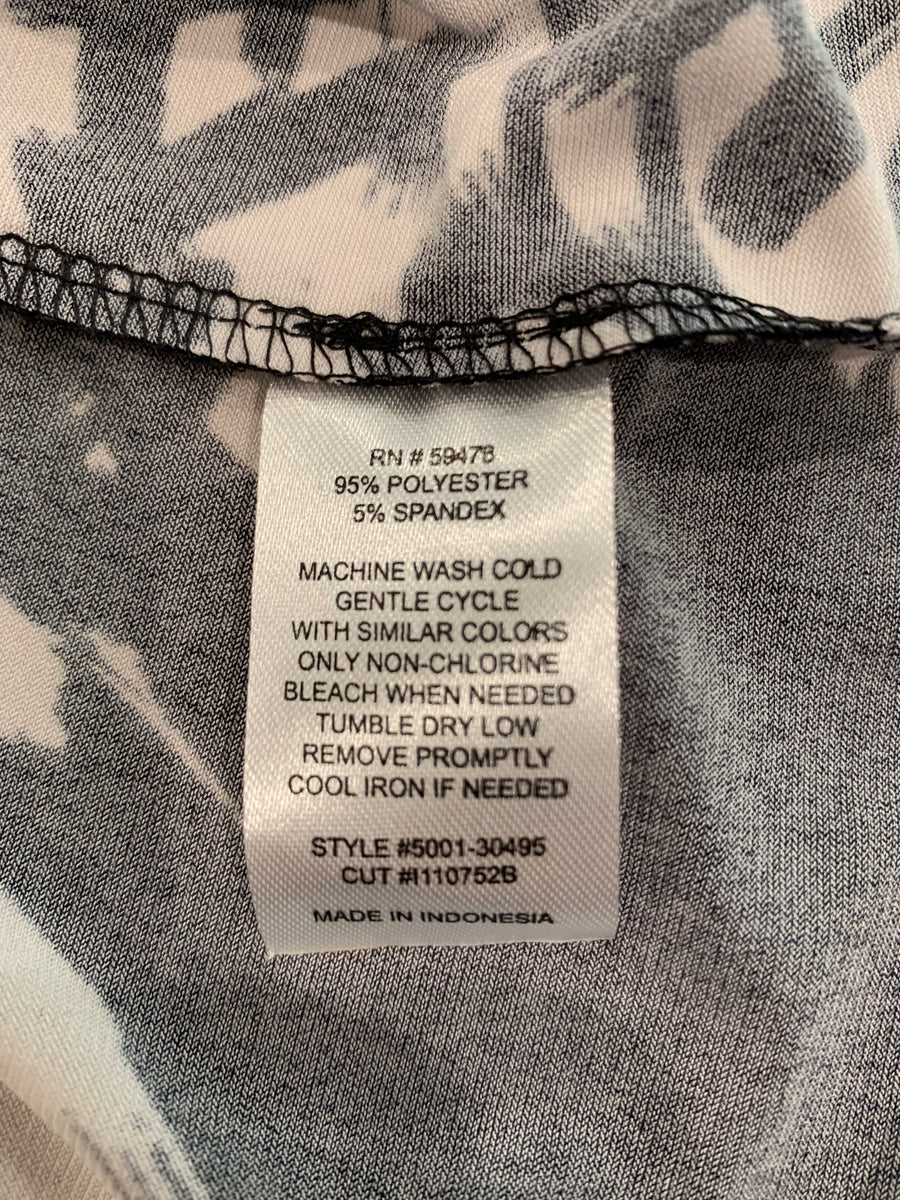 RN # 59478
95% POLYESTER
5% SPANDEX
MACHINE WASH COLD
GENTLE CYCLE
WITH SIMILAR COLORS
ONLY NON-CHLORINE
BLEACH WHEN NEEDED
TUMBLE DRY LOW
REMOVE PROMPTLY
COOL IRON IF NEEDED
STYLE #5001-30495
CUT #I110752B
MADE IN INDONESIA